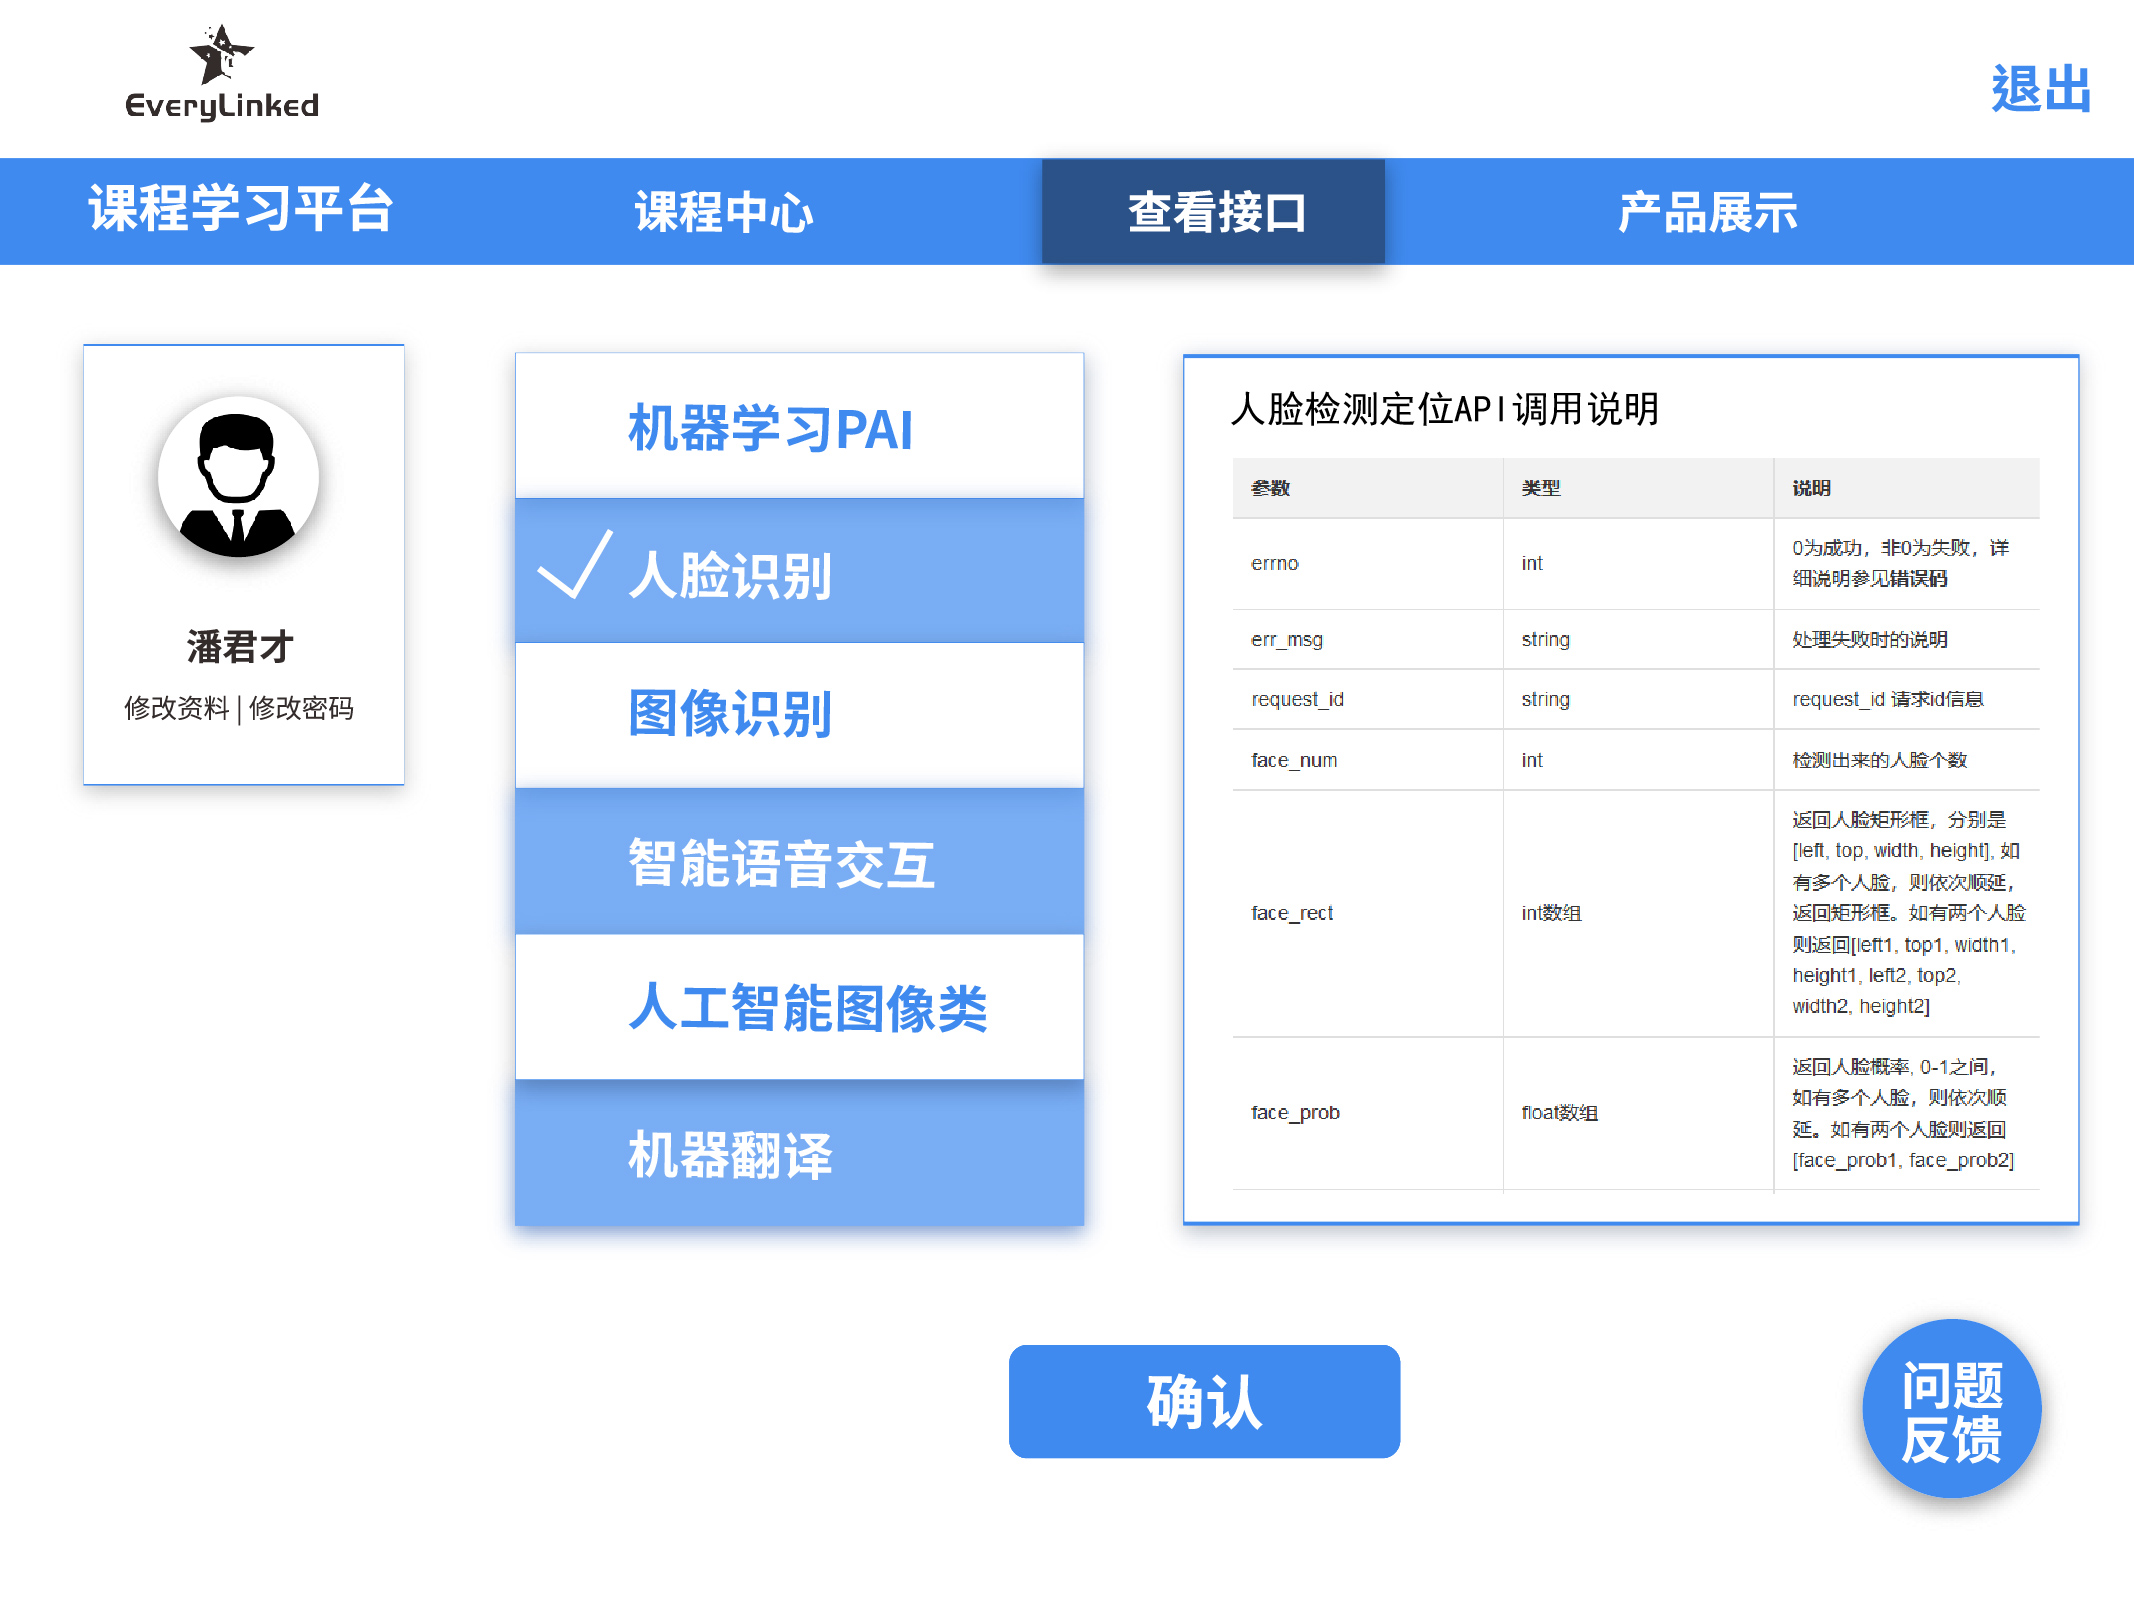 EveryLinked
退出
课程学习平台
课程中心
查看接口
产品展示
潘君才
修改资料 | 修改密码
机器学习PAI
人脸识别
图像识别
智能语音交互
人工智能图像类
机器翻译
人脸检测定位API调用说明
参数 类型 说明
errno int 0为成功，非0为失败，详
细说明参见错误码
err_msg string 处理失败时的说明
request_id string request_id 请求id信息
face_num int 检测出来的人脸个数
返回人脸矩形框，分别是
[left, top, width, height], 如
有多个人脸，则依次顺延，
face_rect int数组 返回矩形框。如有两个人脸
则返回[left1, top1, width1,
height1, left2, top2,
width2, height2]
返回人脸概率, 0-1之间，
如有多个人脸，则依次顺
face_prob float数组 延。如有两个人脸则返回
[face_prob1, face_prob2]
确认
问题
反馈